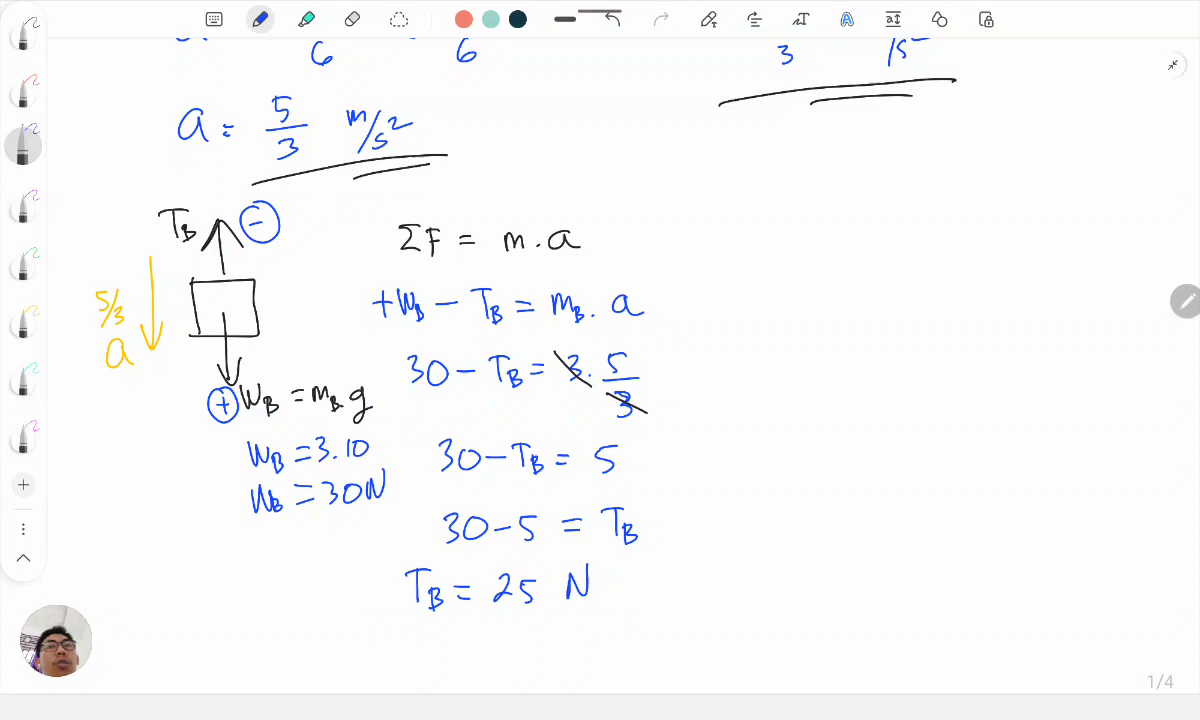 6 6 3 /s²
a = 5/3 m/s²
T_B −
ΣF = m . a
5/3
a
+W_B − T_B = m_B . a
30 − T_B = 3 . 5/3
+ W_B = m_B . g
W_B = 3.10
30 − T_B = 5
W_B = 30N
30 − 5 = T_B
T_B = 25 N
1/4